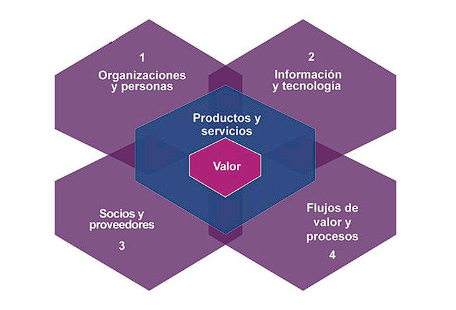 1
Organizaciones
y personas
2
Información
y tecnología
Productos y
servicios
Valor
Socios y
proveedores
3
Flujos de
valor y
procesos
4